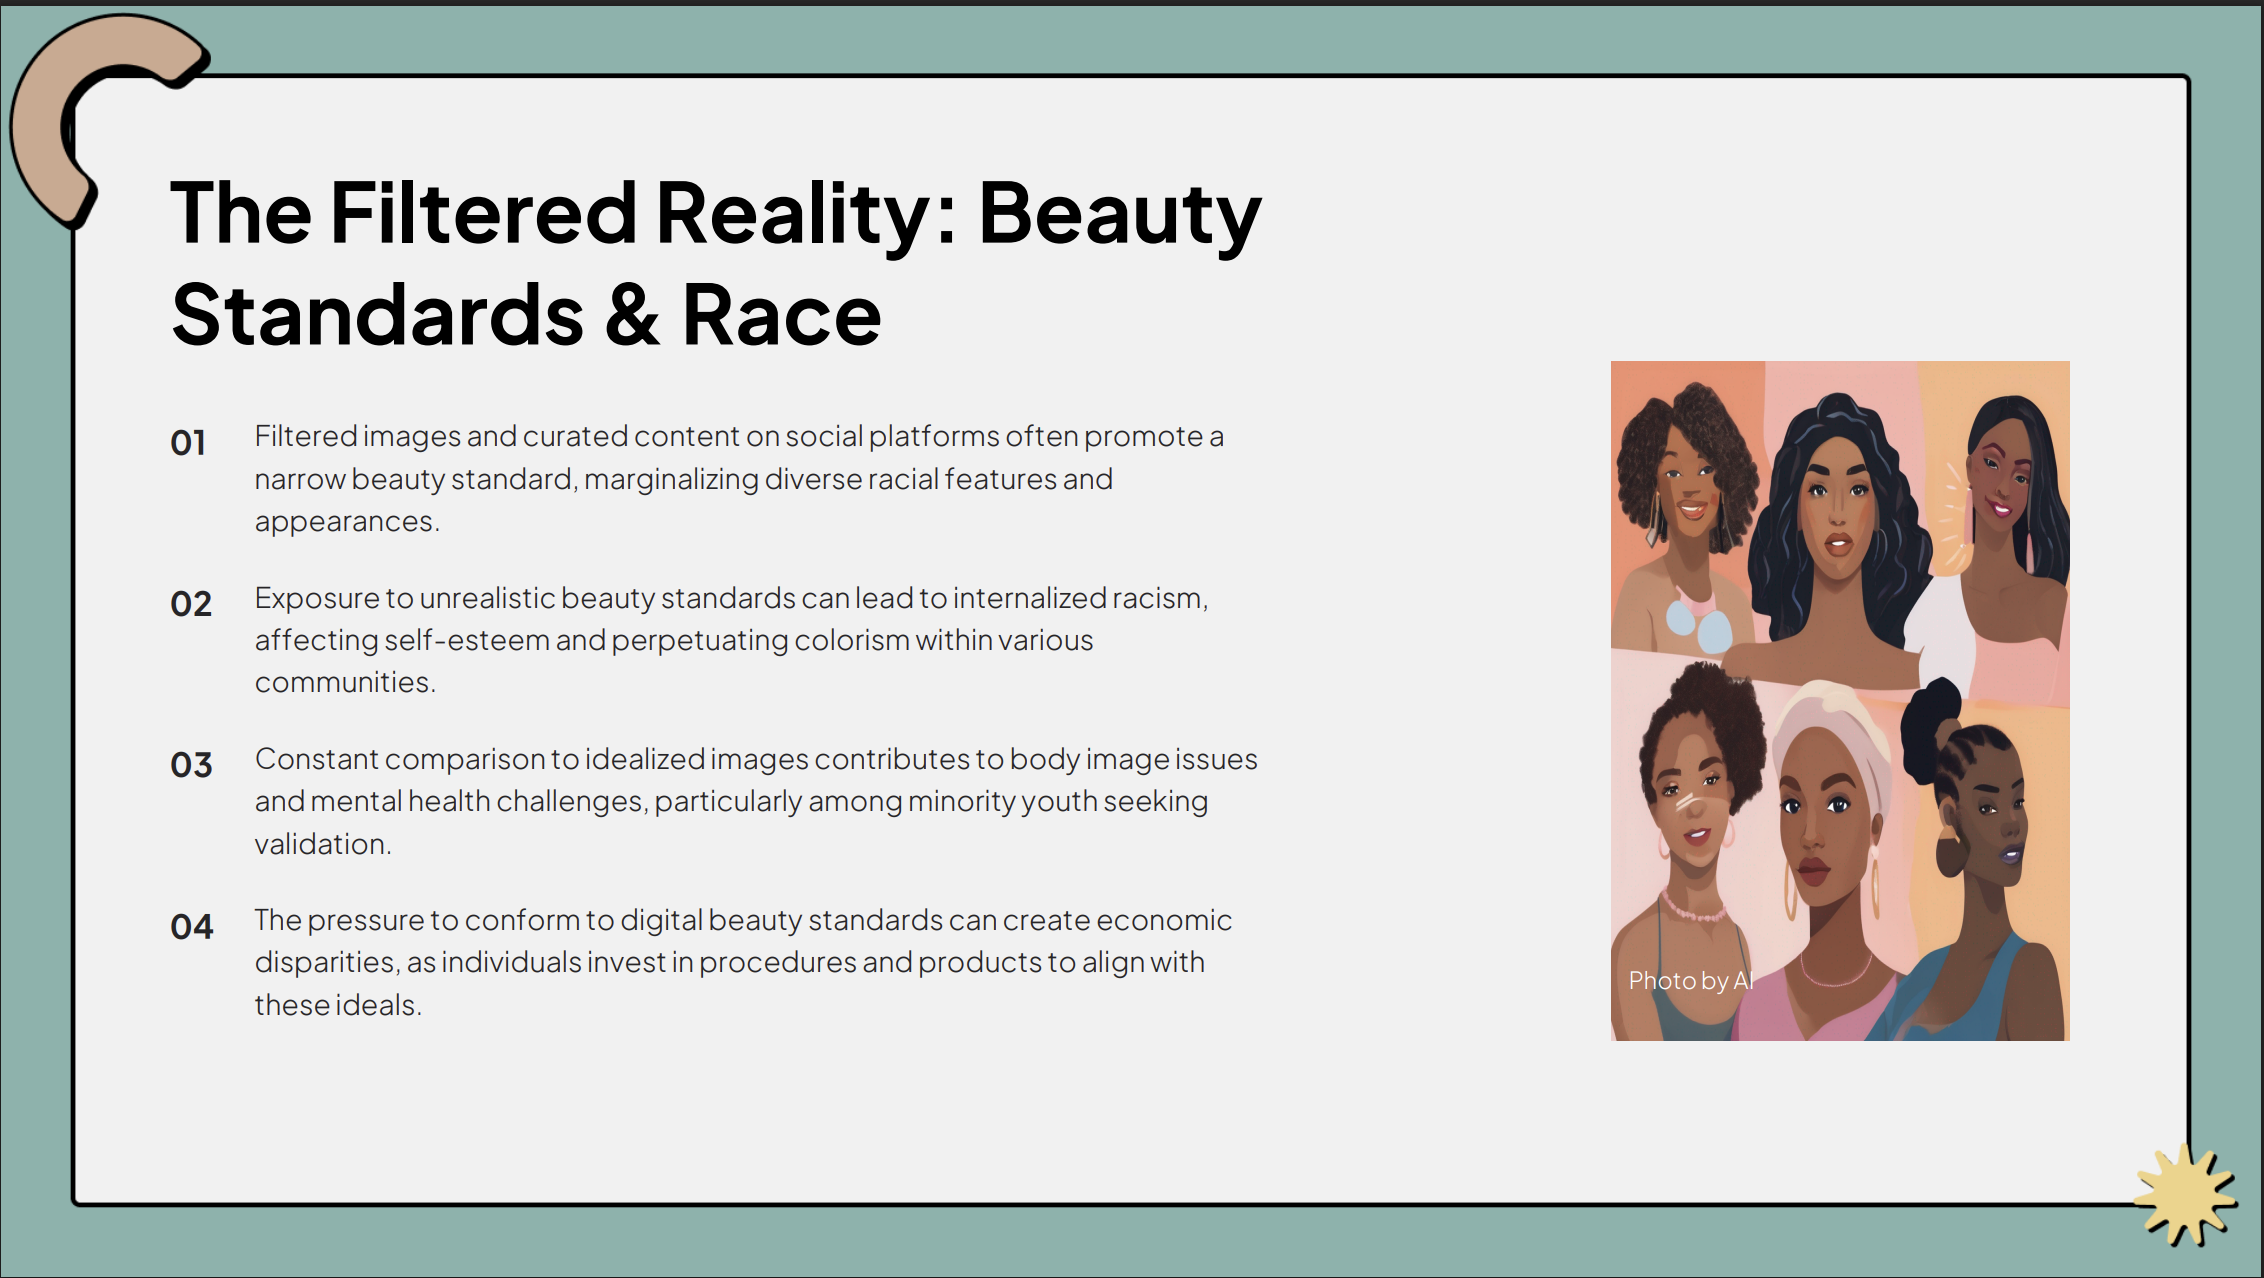 The Filtered Reality: Beauty
Standards & Race
01
Filtered images and curated content on social platforms often promote a
narrow beauty standard, marginalizing diverse racial features and
appearances.
02
Exposure to unrealistic beauty standards can lead to internalized racism,
affecting self-esteem and perpetuating colorism within various
communities.
03
Constant comparison to idealized images contributes to body image issues
and mental health challenges, particularly among minority youth seeking
validation.
04
The pressure to conform to digital beauty standards can create economic
disparities, as individuals invest in procedures and products to align with
these ideals.
Photo by AI